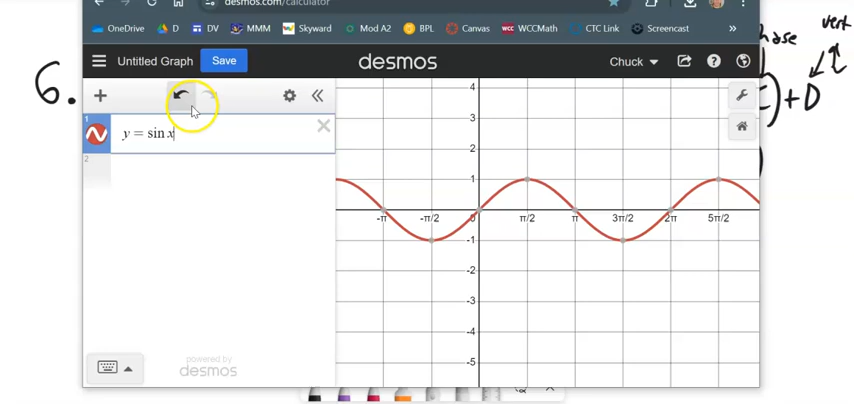 desmos.com/calculator
OneDrive D DV MMM Skyward Mod A2 BPL Canvas WCCMath CTC Link Screencast »
Untitled Graph Save desmos Chuck
vert
hase
6.
) + D
1
y = sin x
2
4
3
2
1
-π -π/2 0 π/2 π 3π/2 2π 5π/2
-1
-2
-3
-4
-5
powered by
desmos